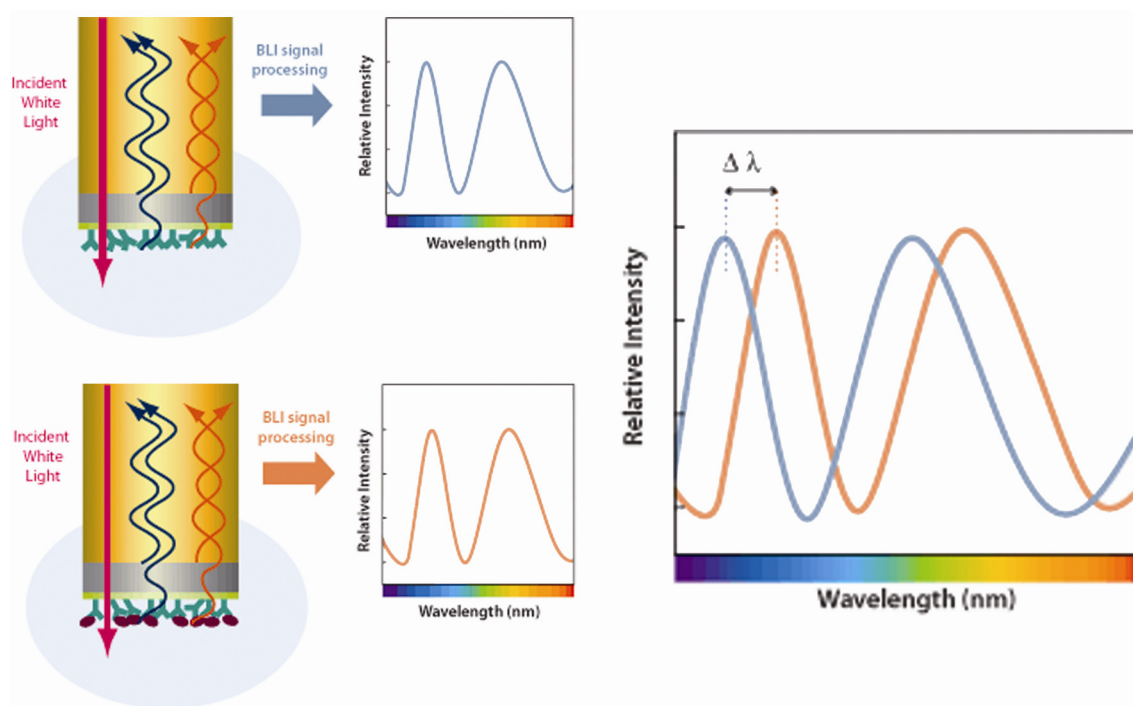 Incident
White
Light
BLI signal
processing
Relative Intensity
Wavelength (nm)
Incident
White
Light
BLI signal
processing
Relative Intensity
Wavelength (nm)
Δ λ
Relative Intensity
Wavelength (nm)